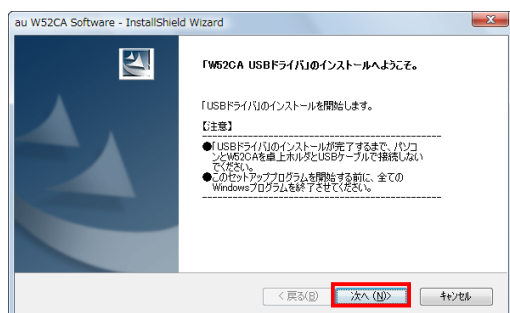 au W52CA Software - InstallShield Wizard
「W52CA USBドライバ」のインストールへようこそ。
「USBドライバ」のインストールを開始します。
【注意】
--------------------------------------------------
●「USBドライバ」のインストールが完了するまで、パソコ
ンとW52CAを卓上ホルダとUSBケーブルで接続しない
でください。
●このセットアッププログラムを開始する前に、全ての
Windowsプログラムを終了させてください。
--------------------------------------------------
< 戻る(B) 次へ (N)> キャンセル